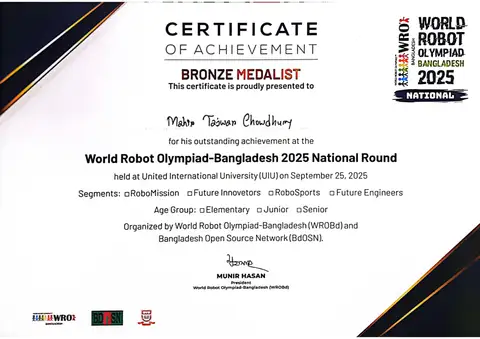 CERTIFICATE
OF ACHIEVEMENT
BRONZE MEDALIST
This certificate is proudly presented to
WRO
BANGLADESH
WORLD
ROBOT
OLYMPIAD
BANGLADESH
2025
NATIONAL
Mahir Tajwan Chowdhury
for his outstanding achievement at the
World Robot Olympiad-Bangladesh 2025 National Round
held at United International University (UIU) on September 25, 2025
Segments: □ RoboMission □ Future Innovetors □ RoboSports □ Future Engineers
Age Group: □ Elementary □ Junior □ Senior
Organized by World Robot Olympiad-Bangladesh (WROBd) and
Bangladesh Open Source Network (BdOSN).
MUNIR HASAN
President
World Robot Olympiad-Bangladesh (WROBd)
WRO
BDOSN